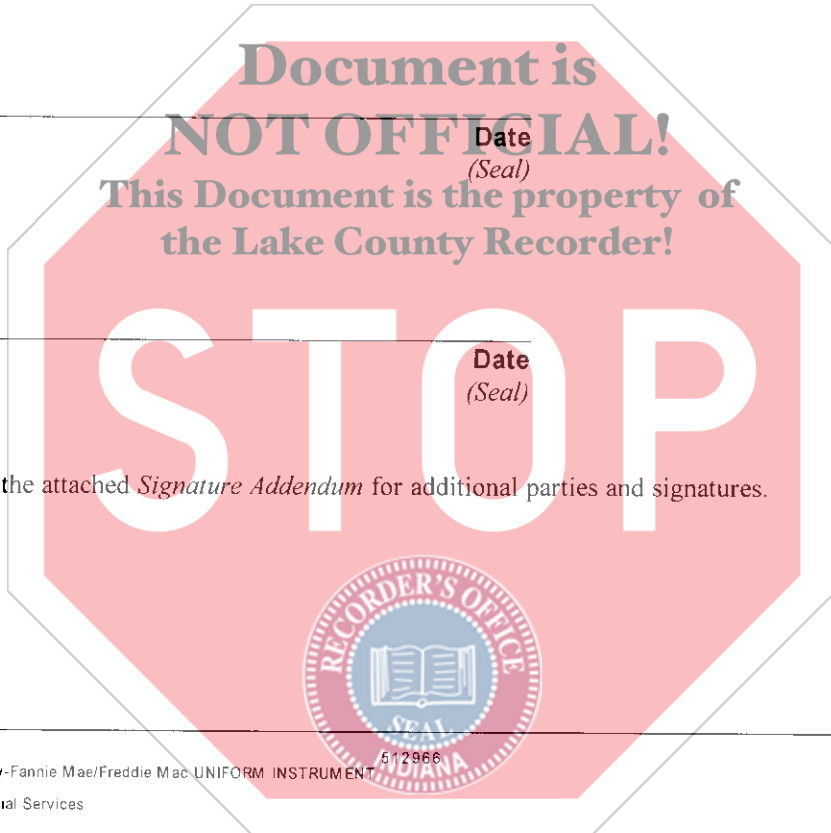 Document is
NOT OFFICIAL!
Date
(Seal)
This Document is the property of
the Lake County Recorder!
STOP
Date
(Seal)
the attached Signature Addendum for additional parties and signatures.
RECORDER'S OFFICE
SEAL
INDIANA
512966
-Fannie Mae/Freddie Mac UNIFORM INSTRUMENT
ial Services